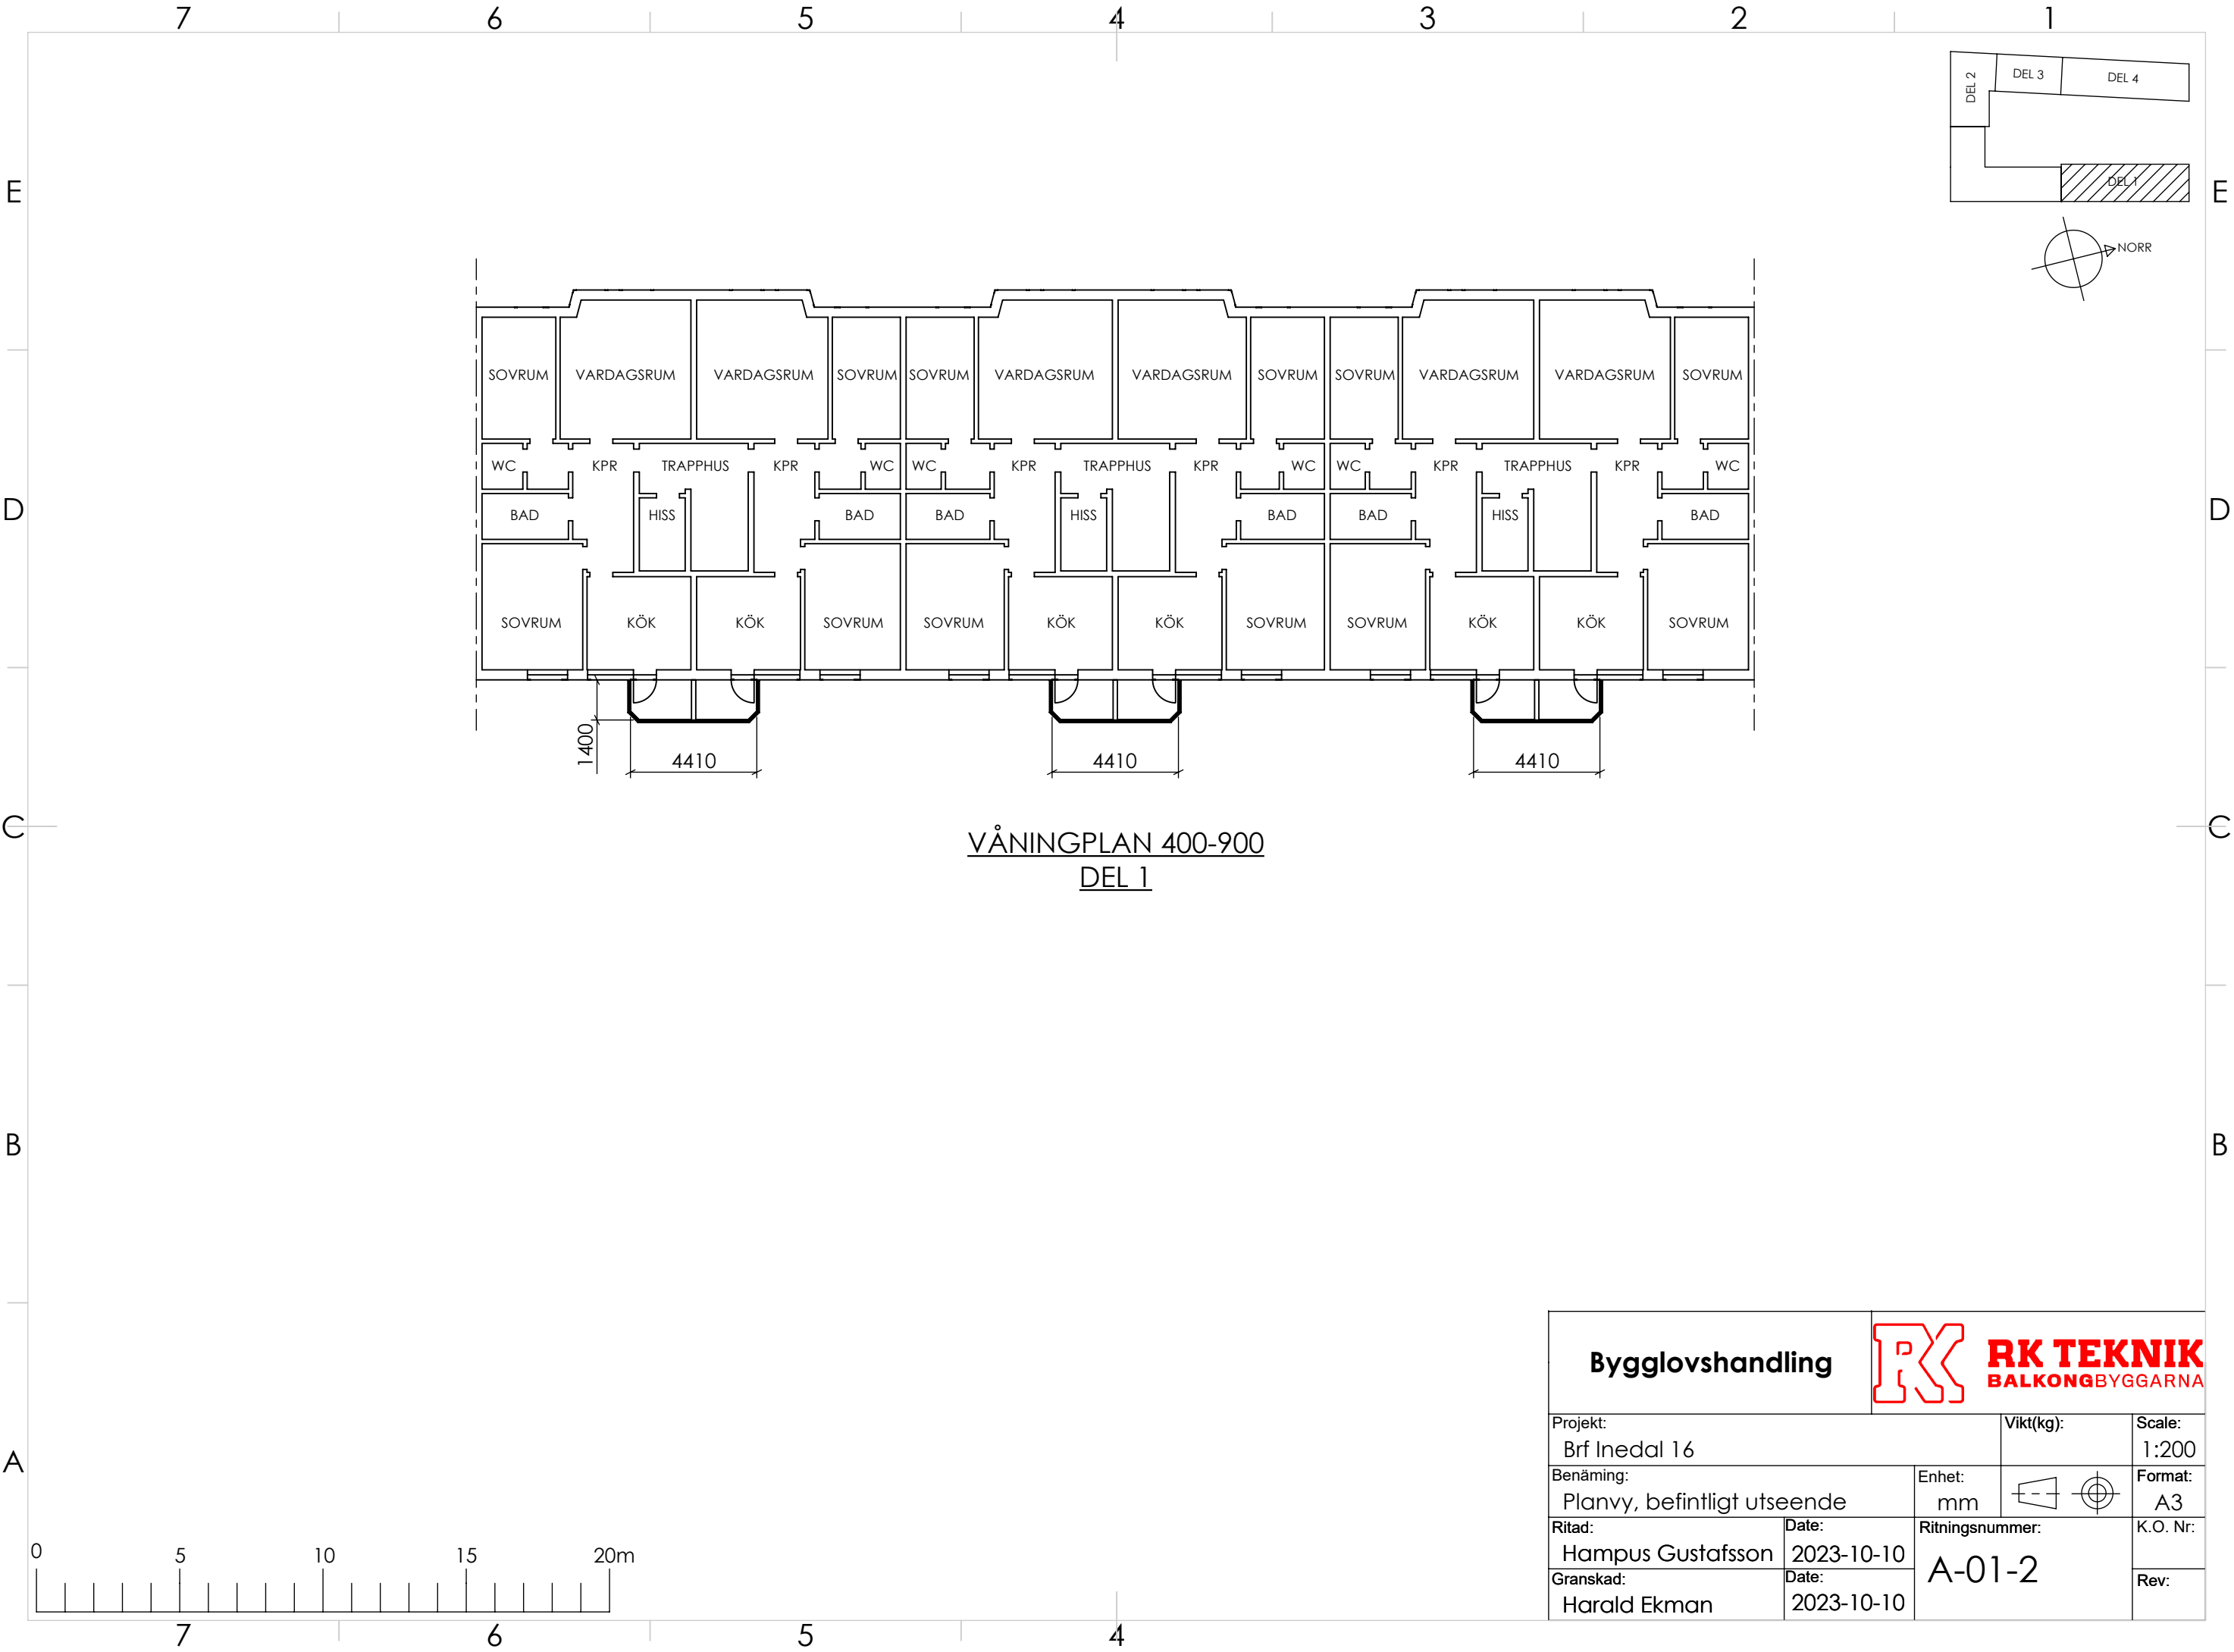 7 6 5 4 3 2 1
DEL 2
DEL 3
DEL 4
E E
DEL 1
NORR
SOVRUM VARDAGSRUM VARDAGSRUM SOVRUM SOVRUM VARDAGSRUM VARDAGSRUM SOVRUM SOVRUM VARDAGSRUM VARDAGSRUM SOVRUM
WC KPR TRAPPHUS KPR WC WC KPR TRAPPHUS KPR WC WC KPR TRAPPHUS KPR WC
D BAD HISS BAD BAD HISS BAD BAD HISS BAD D
SOVRUM KÖK KÖK SOVRUM SOVRUM KÖK KÖK SOVRUM SOVRUM KÖK KÖK SOVRUM
1400
4410 4410 4410
C C
VÅNINGPLAN 400-900
DEL 1
B B
Bygglovshandling
RK
RK TEKNIK
BALKONGBYGGARNA
Projekt:
Brf Inedal 16
Vikt(kg):
Scale:
1:200
A
Benäming:
Planvy, befintligt utseende
Enhet:
mm
Format:
A3
Ritad:
Hampus Gustafsson
Date:
2023-10-10
Ritningsnummer:
A-01-2
K.O. Nr:
Granskad:
Harald Ekman
Date:
2023-10-10
Rev:
0 5 10 15 20m
7 6 5 4